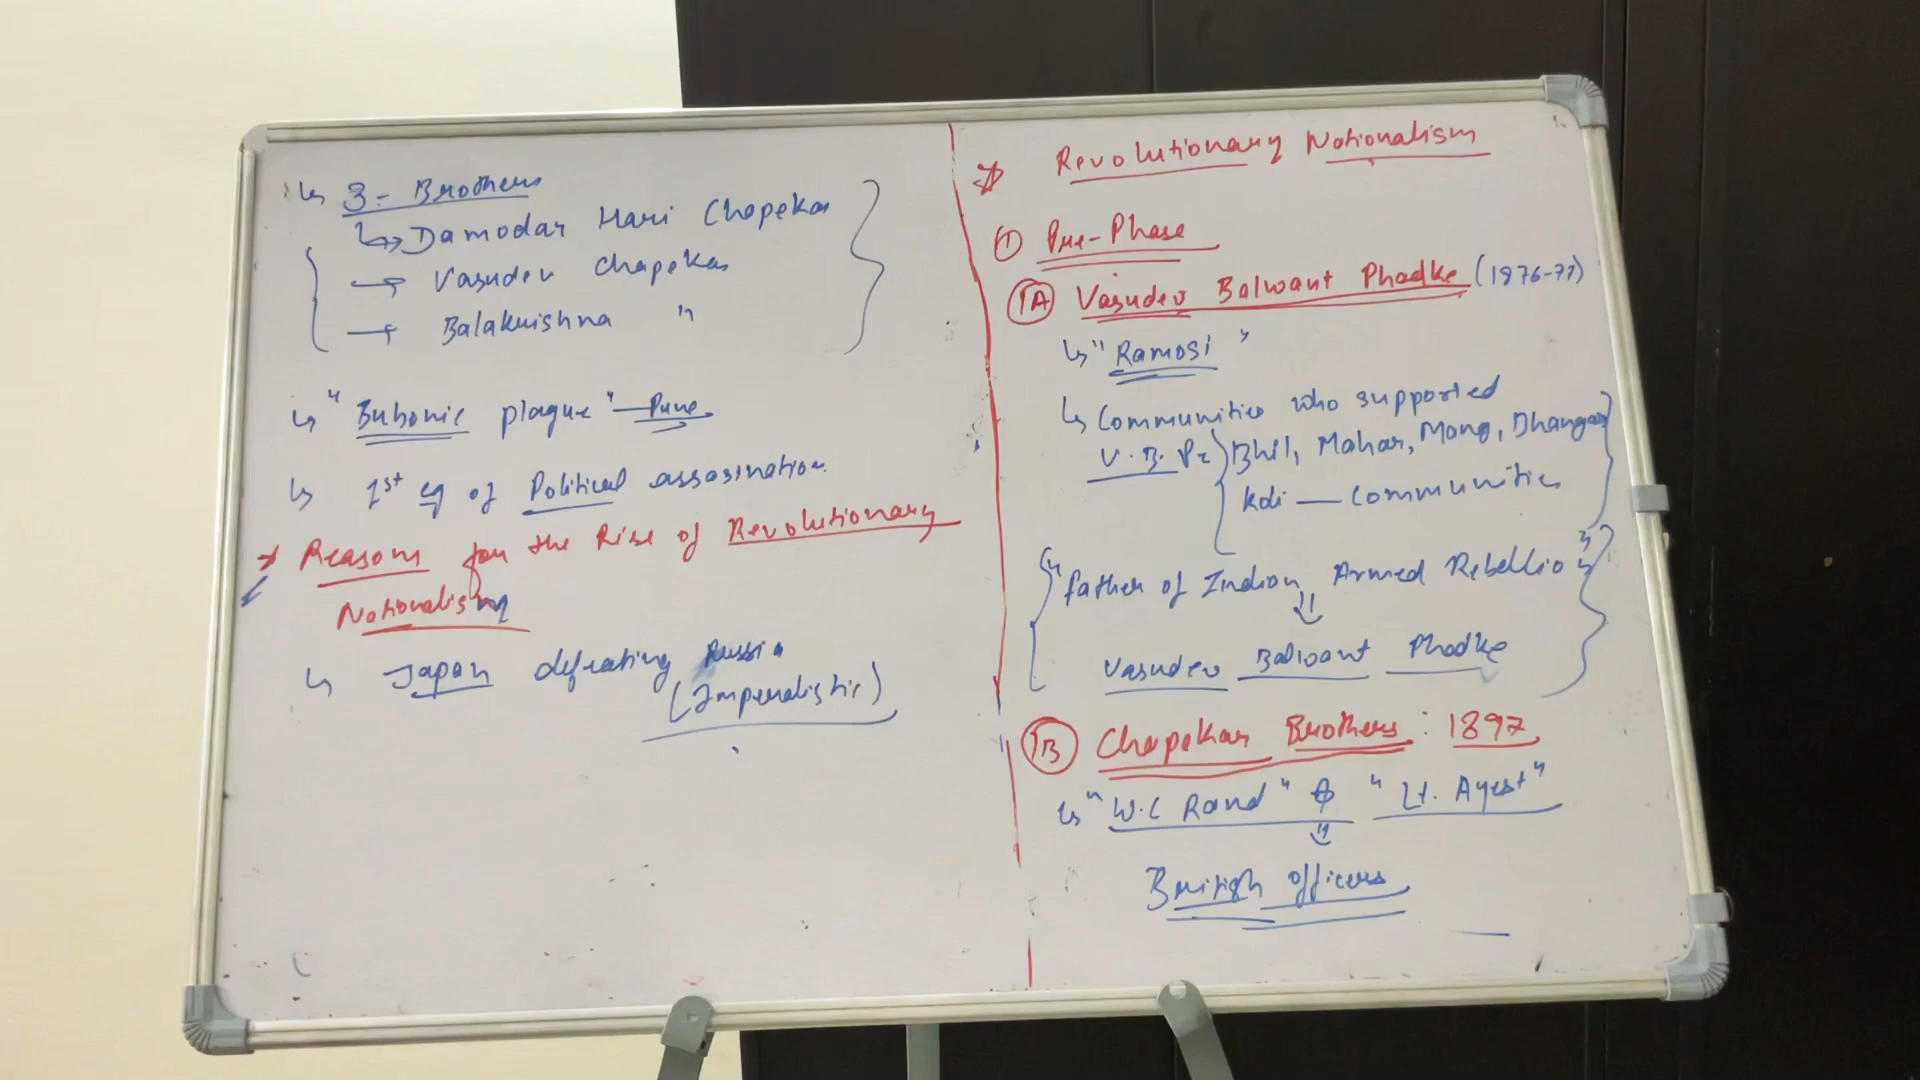 Revolutionary Nationalism
① Pre-Phase
1A Vasudev Balwant Phadke (1876-77)
"Ramosi"
Communities who supported
V.B.P Bhil, Mahar, Mang, Dhangar
Koli — Communities
"father of Indian Armed Rebellion"
Vasudev Balwant Phadke
1B Chapekar Brothers : 1897
"W.C Rand" & "Lt. Ayest"
British officers
3 - Brothers
Damodar Hari Chapekar
Vasudev Chapekar
Balakrishna "
"Bubonic plague" — Pune
1st eg of Political assasination
Reasons for the Rise of Revolutionary
Nationalism
Japan defeating Russia
(Imperialistic)